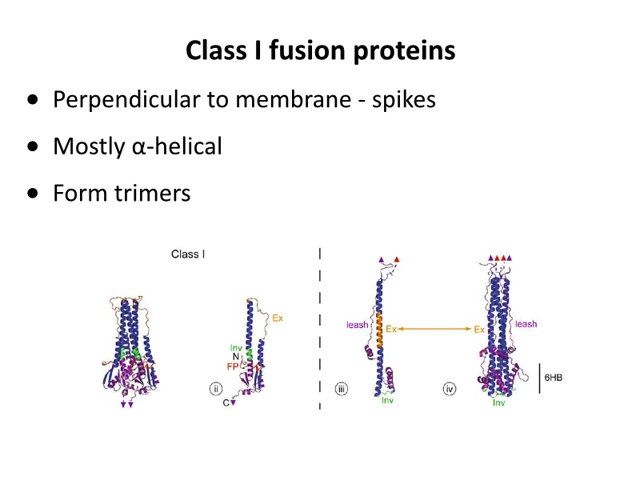 Class I fusion proteins
● Perpendicular to membrane - spikes
● Mostly α-helical
● Form trimers
Class I
Ex
leash
Ex
Ex
leash
Inv
N
FP
ii
iii
iv
6HB
C
Inv
Inv